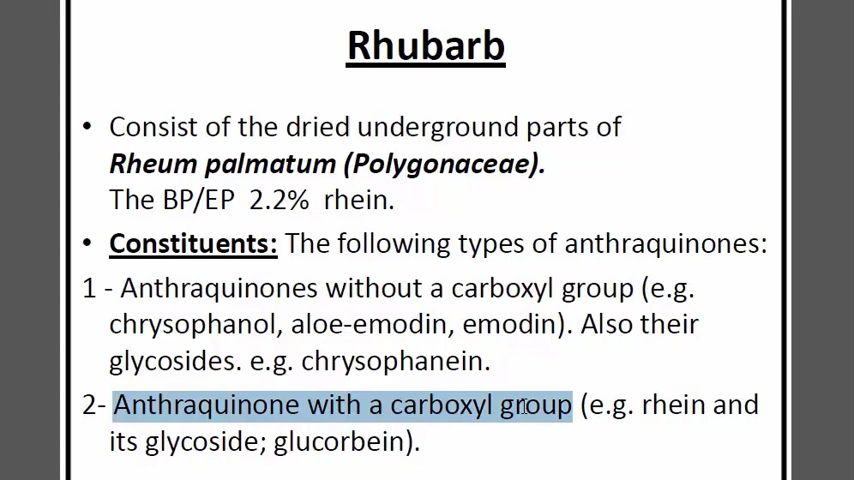 Rhubarb
• Consist of the dried underground parts of
Rheum palmatum (Polygonaceae).
The BP/EP 2.2% rhein.
• Constituents: The following types of anthraquinones:
1 - Anthraquinones without a carboxyl group (e.g.
chrysophanol, aloe-emodin, emodin). Also their
glycosides. e.g. chrysophanein.
2- Anthraquinone with a carboxyl group (e.g. rhein and
its glycoside; glucorbein).